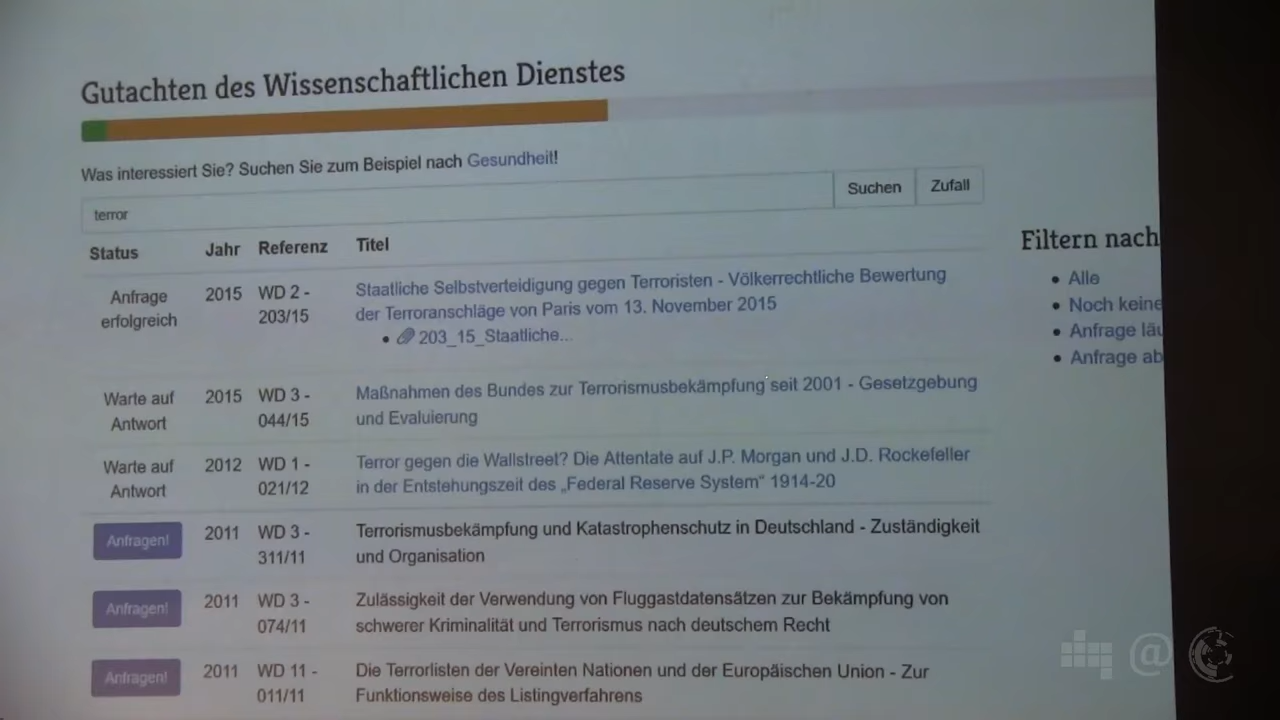 Gutachten des Wissenschaftlichen Dienstes
Was interessiert Sie? Suchen Sie zum Beispiel nach Gesundheit!
terror
Suchen
Zufall
Status Jahr Referenz Titel
Anfrage erfolgreich
2015
WD 2 -
203/15
Staatliche Selbstverteidigung gegen Terroristen - Völkerrechtliche Bewertung
der Terroranschläge von Paris vom 13. November 2015
203_15_Staatliche...
Warte auf
Antwort
2015
WD 3 -
044/15
Maßnahmen des Bundes zur Terrorismusbekämpfung seit 2001 - Gesetzgebung
und Evaluierung
Warte auf
Antwort
2012
WD 1 -
021/12
Terror gegen die Wallstreet? Die Attentate auf J.P. Morgan und J.D. Rockefeller
in der Entstehungszeit des „Federal Reserve System“ 1914-20
Anfragen!
2011
WD 3 -
311/11
Terrorismusbekämpfung und Katastrophenschutz in Deutschland - Zuständigkeit
und Organisation
Anfragen!
2011
WD 3 -
074/11
Zulässigkeit der Verwendung von Fluggastdatensätzen zur Bekämpfung von
schwerer Kriminalität und Terrorismus nach deutschem Recht
Anfragen!
2011
WD 11 -
011/11
Die Terrorlisten der Vereinten Nationen und der Europäischen Union - Zur
Funktionsweise des Listingverfahrens
Filtern nach
Alle
Noch keine
Anfrage läu
Anfrage ab
@